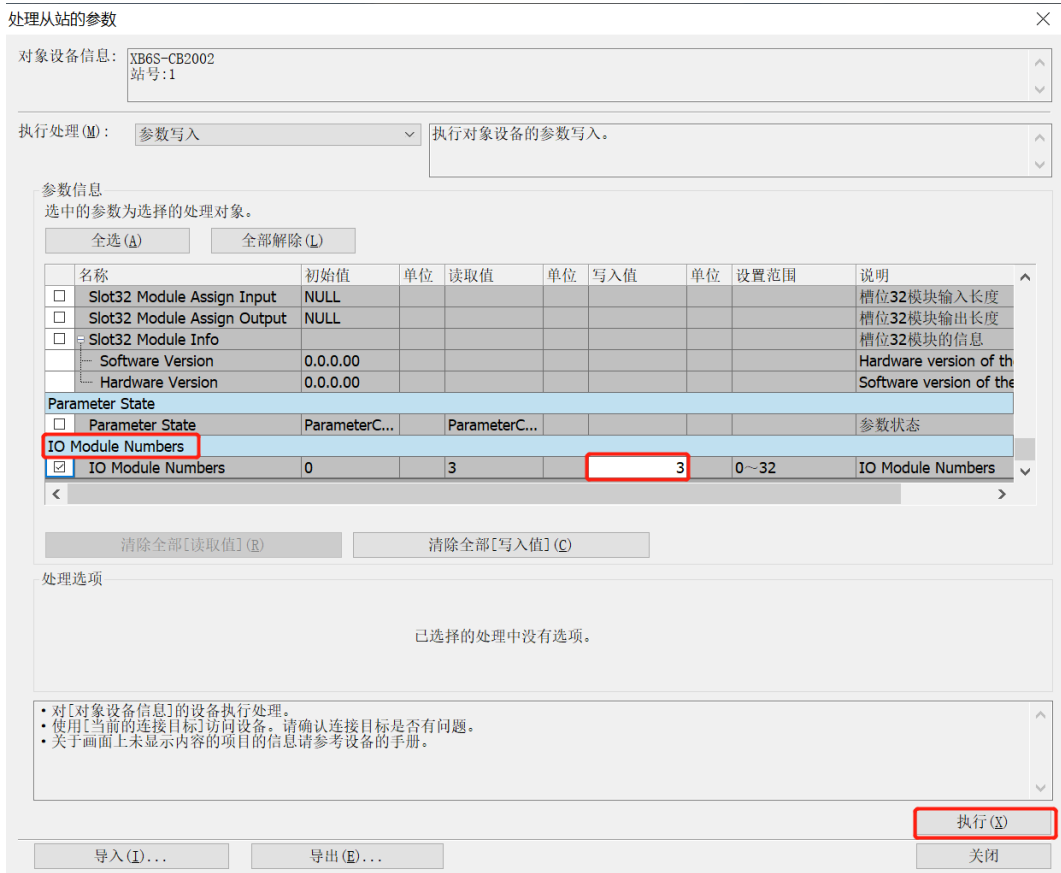 处理从站的参数
对象设备信息: XB6S-CB2002
站号:1
执行处理(M): 参数写入 执行对象设备的参数写入。
参数信息
选中的参数为选择的处理对象。
全选(A) 全部解除(L)
名称 初始值 单位 读取值 单位 写入值 单位 设置范围 说明
Slot32 Module Assign Input NULL 槽位32模块输入长度
Slot32 Module Assign Output NULL 槽位32模块输出长度
Slot32 Module Info 槽位32模块的信息
Software Version 0.0.0.00 Hardware version of th
Hardware Version 0.0.0.00 Software version of the
Parameter State
Parameter State ParameterC... ParameterC... 参数状态
IO Module Numbers
IO Module Numbers 0 3 3 0～32 IO Module Numbers
清除全部[读取值](R) 清除全部[写入值](C)
处理选项
已选择的处理中没有选项。
•对[对象设备信息]的设备执行处理。
•使用[当前的连接目标]访问设备。请确认连接目标是否有问题。
•关于画面上未显示内容的项目的信息请参考设备的手册。
执行(X)
导入(I)... 导出(E)... 关闭